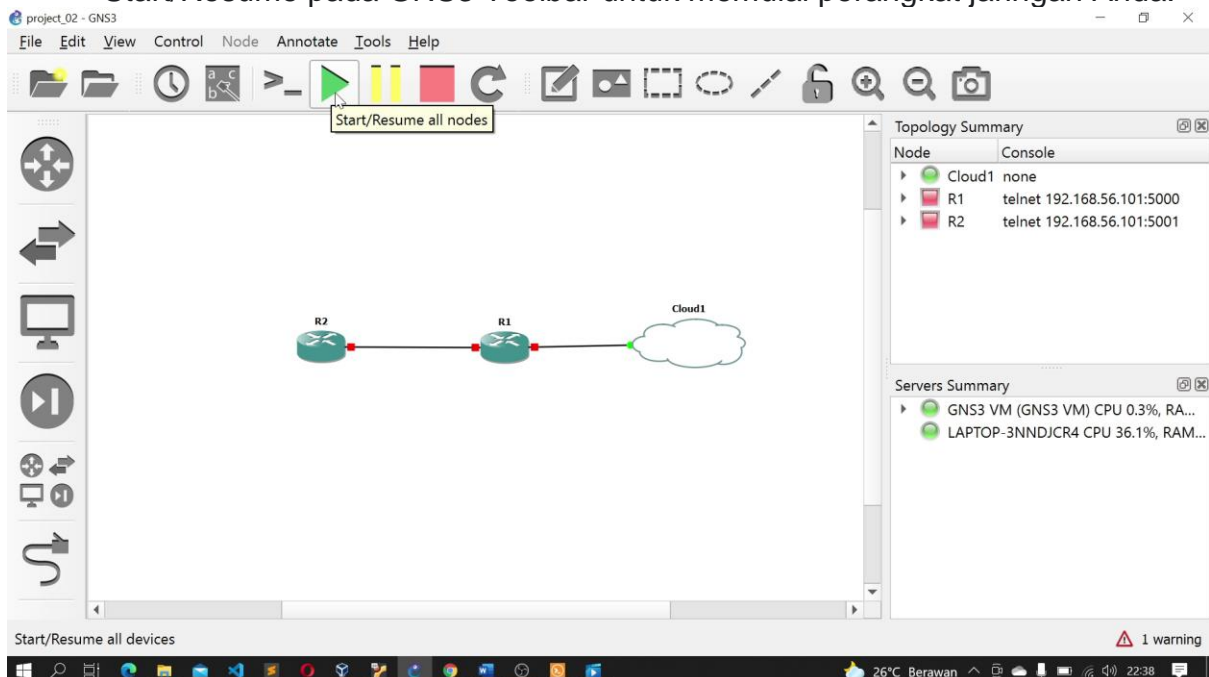 Start/Resume pada GNS3 Toolbar untuk memulai perangkat jaringan Anda.
project_02 - GNS3
File Edit View Control Node Annotate Tools Help
Start/Resume all nodes
Topology Summary
Node Console
Cloud1 none
R1 telnet 192.168.56.101:5000
R2 telnet 192.168.56.101:5001
R2
R1
Cloud1
Servers Summary
GNS3 VM (GNS3 VM) CPU 0.3%, RA...
LAPTOP-3NNDJCR4 CPU 36.1%, RAM...
Start/Resume all devices
1 warning
26°C Berawan 22:38